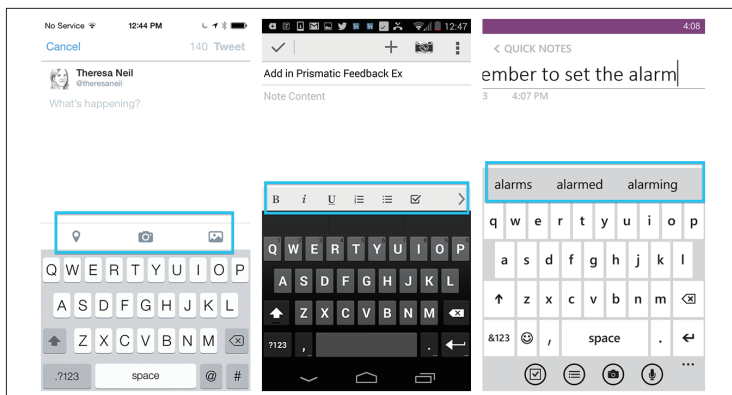 No Service 12:44 PM
Cancel 140 Tweet
Theresa Neil
@theresaneil
What's happening?
Q W E R T Y U I O P
A S D F G H J K L
Z X C V B N M
.?123 space @ #
12:47
Add in Prismatic Feedback Ex
Note Content
B i U
Q W E R T Y U I O P
A S D F G H J K L
Z X C V B N M
?123 , .
4:08
< QUICK NOTES
ember to set the alarm
3 4:07 PM
alarms alarmed alarming
q w e r t y u i o p
a s d f g h j k l
z x c v b n m
&123 , space .
...